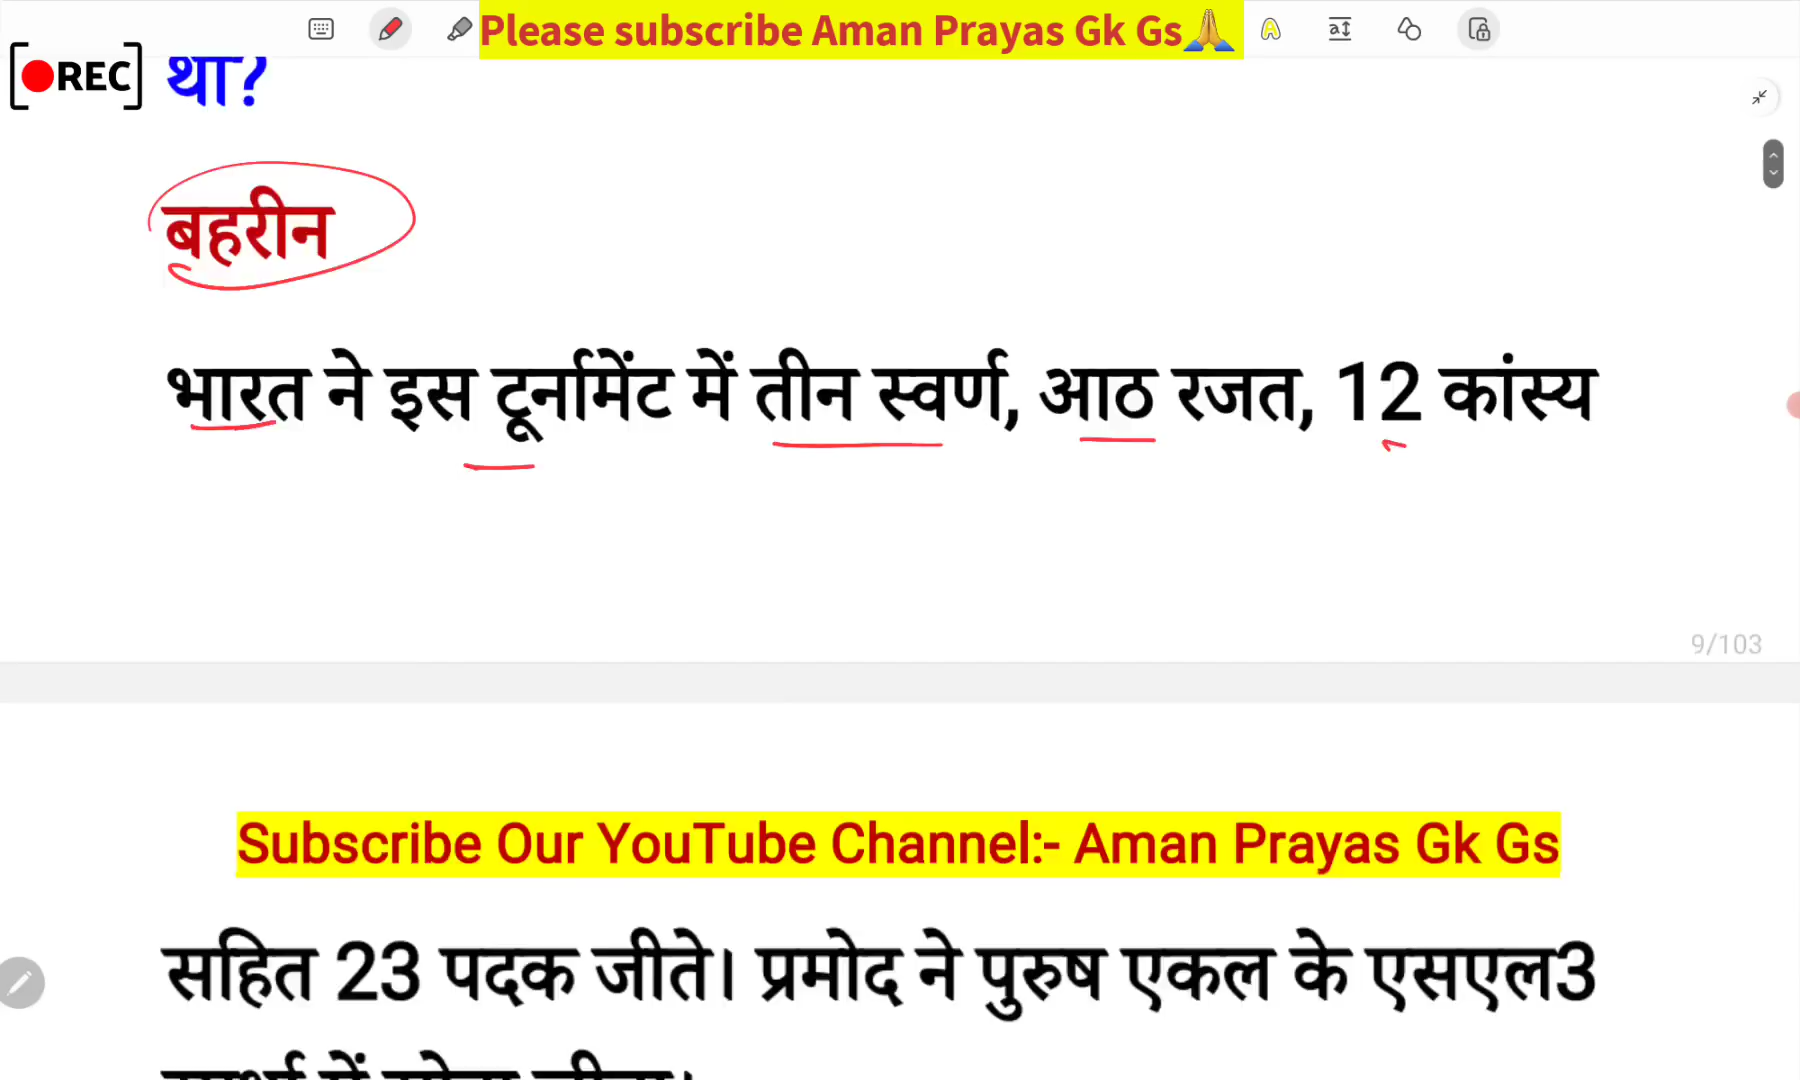 Please subscribe Aman Prayas Gk Gs🙏
REC
था?
बहरीन
भारत ने इस टूर्नामेंट में तीन स्वर्ण, आठ रजत, 12 कांस्य
9/103
Subscribe Our YouTube Channel:- Aman Prayas Gk Gs
सहित 23 पदक जीते। प्रमोद ने पुरुष एकल के एसएल3